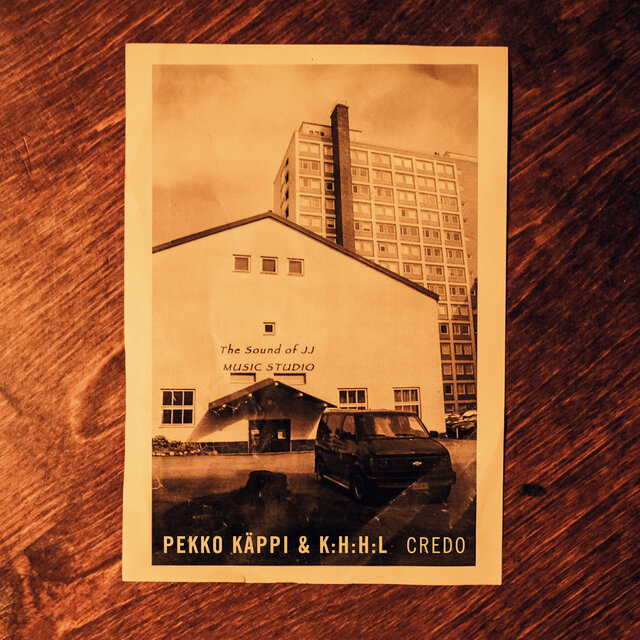 The Sound of JJ
MUSIC STUDIO
PEKKO KÄPPI & K:H:H:L CREDO